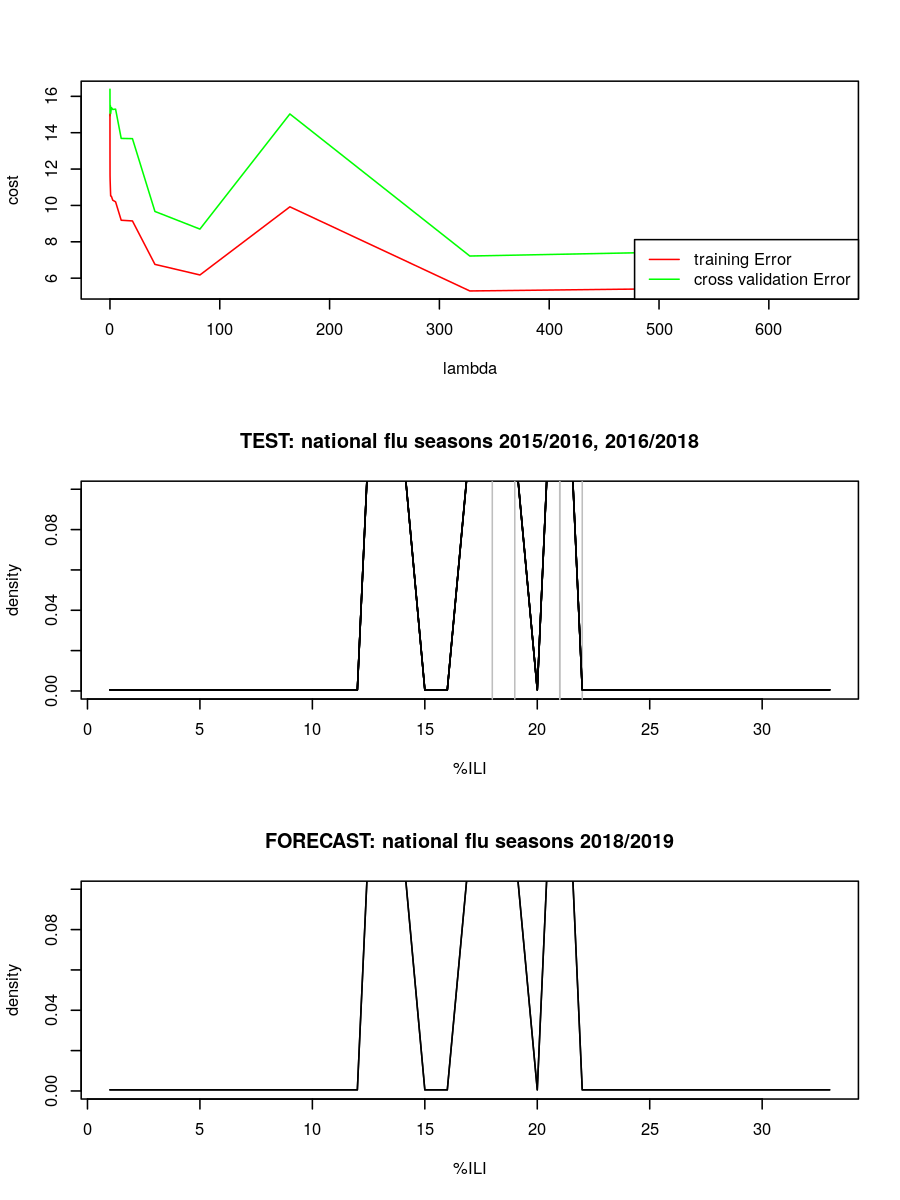 16
14
12
10
8
6
cost
training Error
cross validation Error
0 100 200 300 400 500 600
lambda
TEST: national flu seasons 2015/2016, 2016/2018
0.08
0.04
0.00
density
0 5 10 15 20 25 30
%ILI
FORECAST: national flu seasons 2018/2019
0.08
0.04
0.00
density
0 5 10 15 20 25 30
%ILI